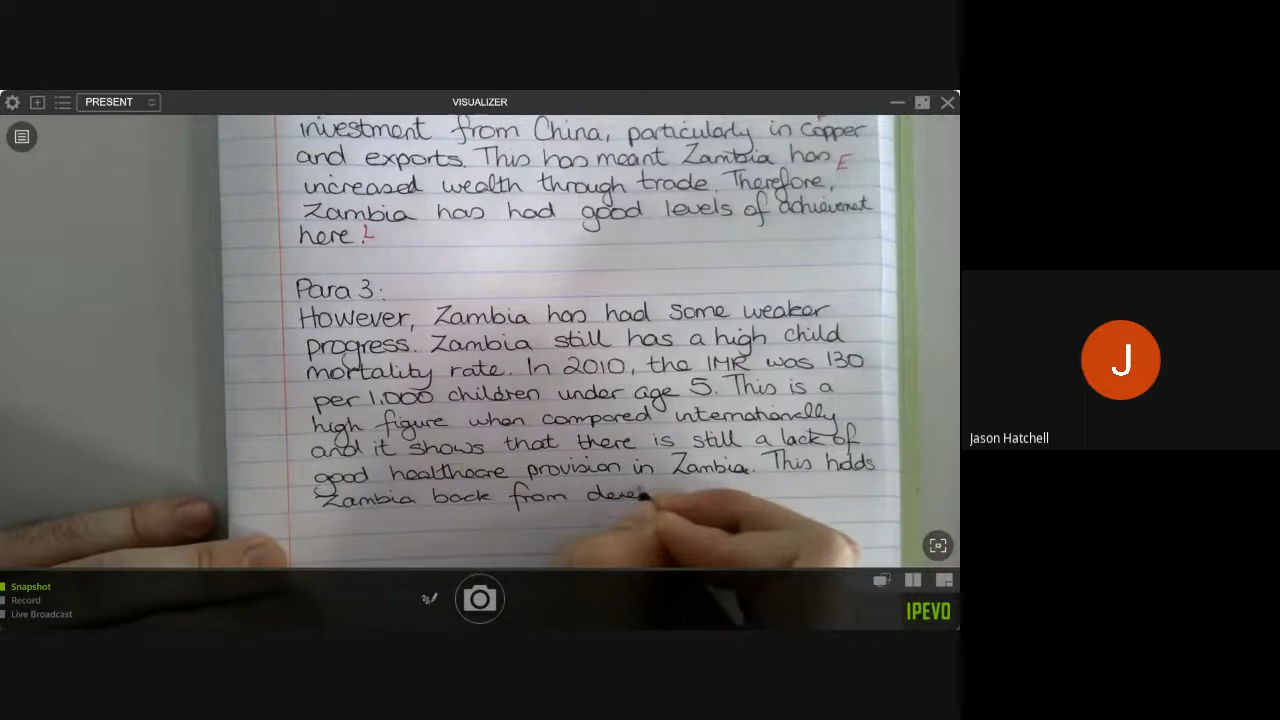 PRESENT
VISUALIZER
investment from China, particularly in Copper
and exports. This has meant Zambia has E
increased wealth through trade. Therefore,
Zambia has had good levels of achievement
here. L
Para 3:
However, Zambia has had some weaker
progress. Zambia still has a high child
mortality rate. In 2010, the IMR was 130
per 1,000 children under age 5. This is a
high figure when compared internationally
and it shows that there is still a lack of
good healthcare provision in Zambia. This holds
Zambia back from deve
Snapshot
Record
Live Broadcast
IPEVO
J
Jason Hatchell